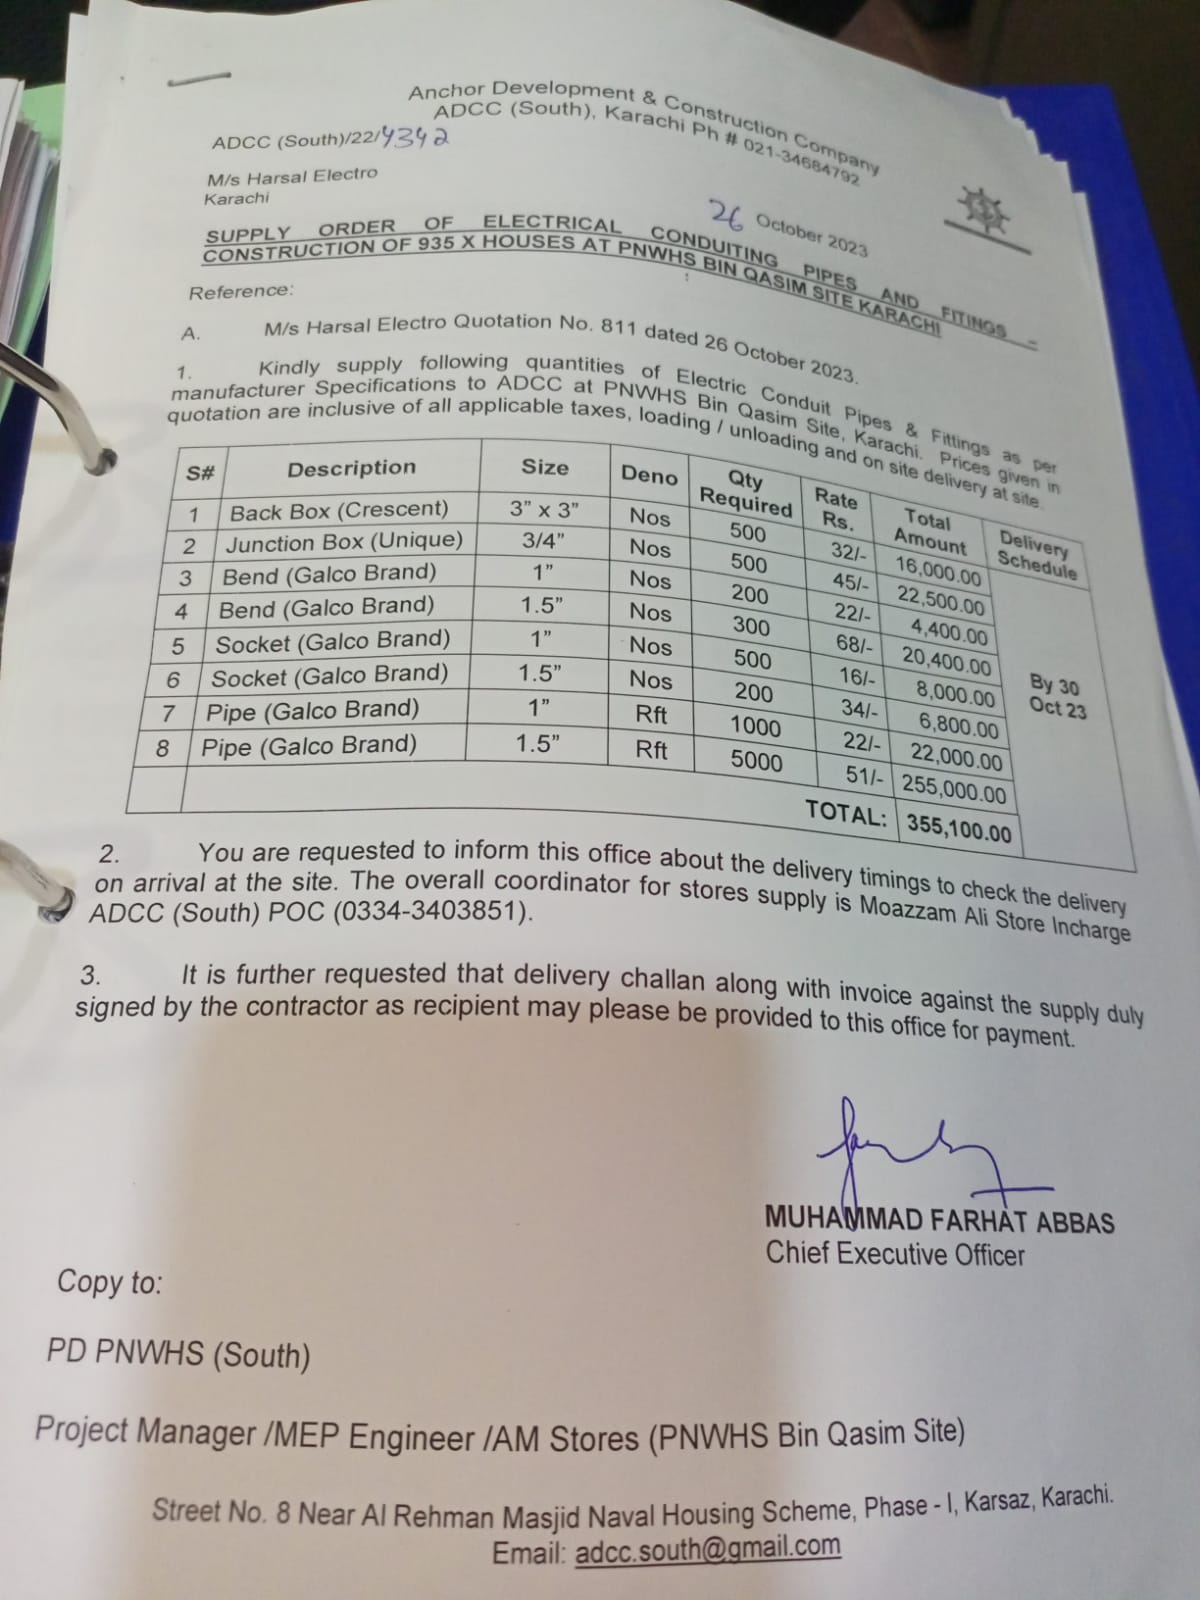 Anchor Development & Construction Company
ADCC (South), Karachi Ph # 021-34684792
ADCC (South)/22/4342
M/s Harsal Electro
Karachi
26 October 2023
SUPPLY ORDER OF ELECTRICAL CONDUITING PIPES AND FITINGS –
CONSTRUCTION OF 935 X HOUSES AT PNWHS BIN QASIM SITE KARACHI
Reference:
A. M/s Harsal Electro Quotation No. 811 dated 26 October 2023.
1. Kindly supply following quantities of Electric Conduit Pipes & Fittings as per
manufacturer Specifications to ADCC at PNWHS Bin Qasim Site, Karachi. Prices given in
quotation are inclusive of all applicable taxes, loading / unloading and on site delivery at site.
S# Description Size Deno Qty Required Rate Rs. Total Amount Delivery Schedule
1 Back Box (Crescent) 3” x 3” Nos 500 32/- 16,000.00
2 Junction Box (Unique) 3/4” Nos 500 45/- 22,500.00
3 Bend (Galco Brand) 1” Nos 200 22/- 4,400.00
4 Bend (Galco Brand) 1.5” Nos 300 68/- 20,400.00
5 Socket (Galco Brand) 1” Nos 500 16/- 8,000.00
6 Socket (Galco Brand) 1.5” Nos 200 34/- 6,800.00
7 Pipe (Galco Brand) 1” Rft 1000 22/- 22,000.00
8 Pipe (Galco Brand) 1.5” Rft 5000 51/- 255,000.00
By 30
Oct 23
TOTAL: 355,100.00
2. You are requested to inform this office about the delivery timings to check the delivery
on arrival at the site. The overall coordinator for stores supply is Moazzam Ali Store Incharge
ADCC (South) POC (0334-3403851).
3. It is further requested that delivery challan along with invoice against the supply duly
signed by the contractor as recipient may please be provided to this office for payment.
MUHAMMAD FARHAT ABBAS
Chief Executive Officer
Copy to:
PD PNWHS (South)
Project Manager /MEP Engineer /AM Stores (PNWHS Bin Qasim Site)
Street No. 8 Near Al Rehman Masjid Naval Housing Scheme, Phase - I, Karsaz, Karachi.
Email: adcc.south@gmail.com